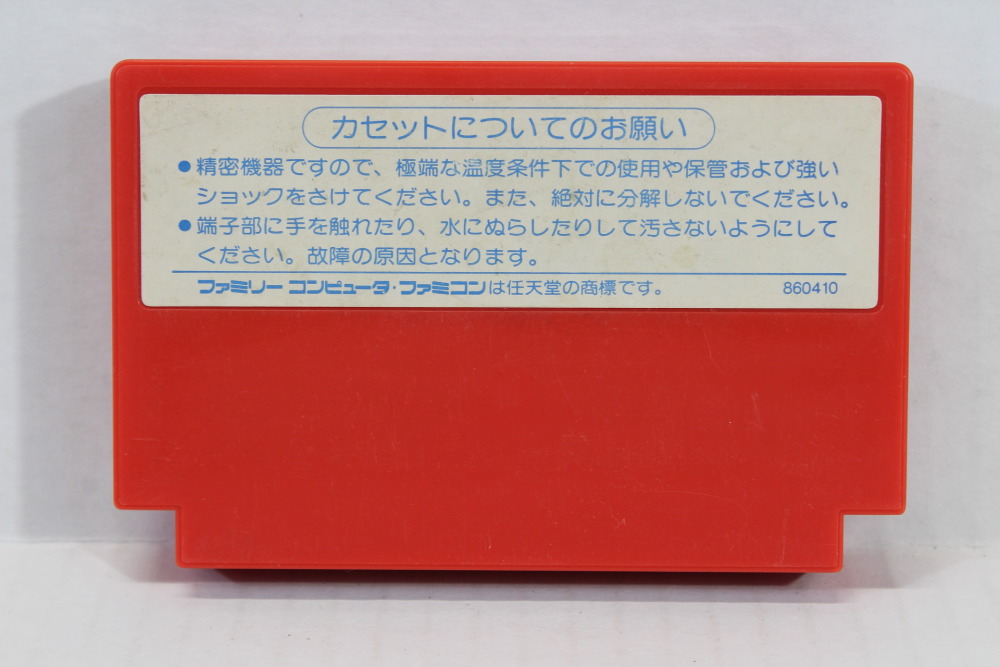 カセットについてのお願い
●精密機器ですので、極端な温度条件下での使用や保管および強い
ショックをさけてください。また、絶対に分解しないでください。
●端子部に手を触れたり、水にぬらしたりして汚さないようにして
ください。故障の原因となります。
ファミリー コンピュータ・ファミコンは任天堂の商標です。 860410